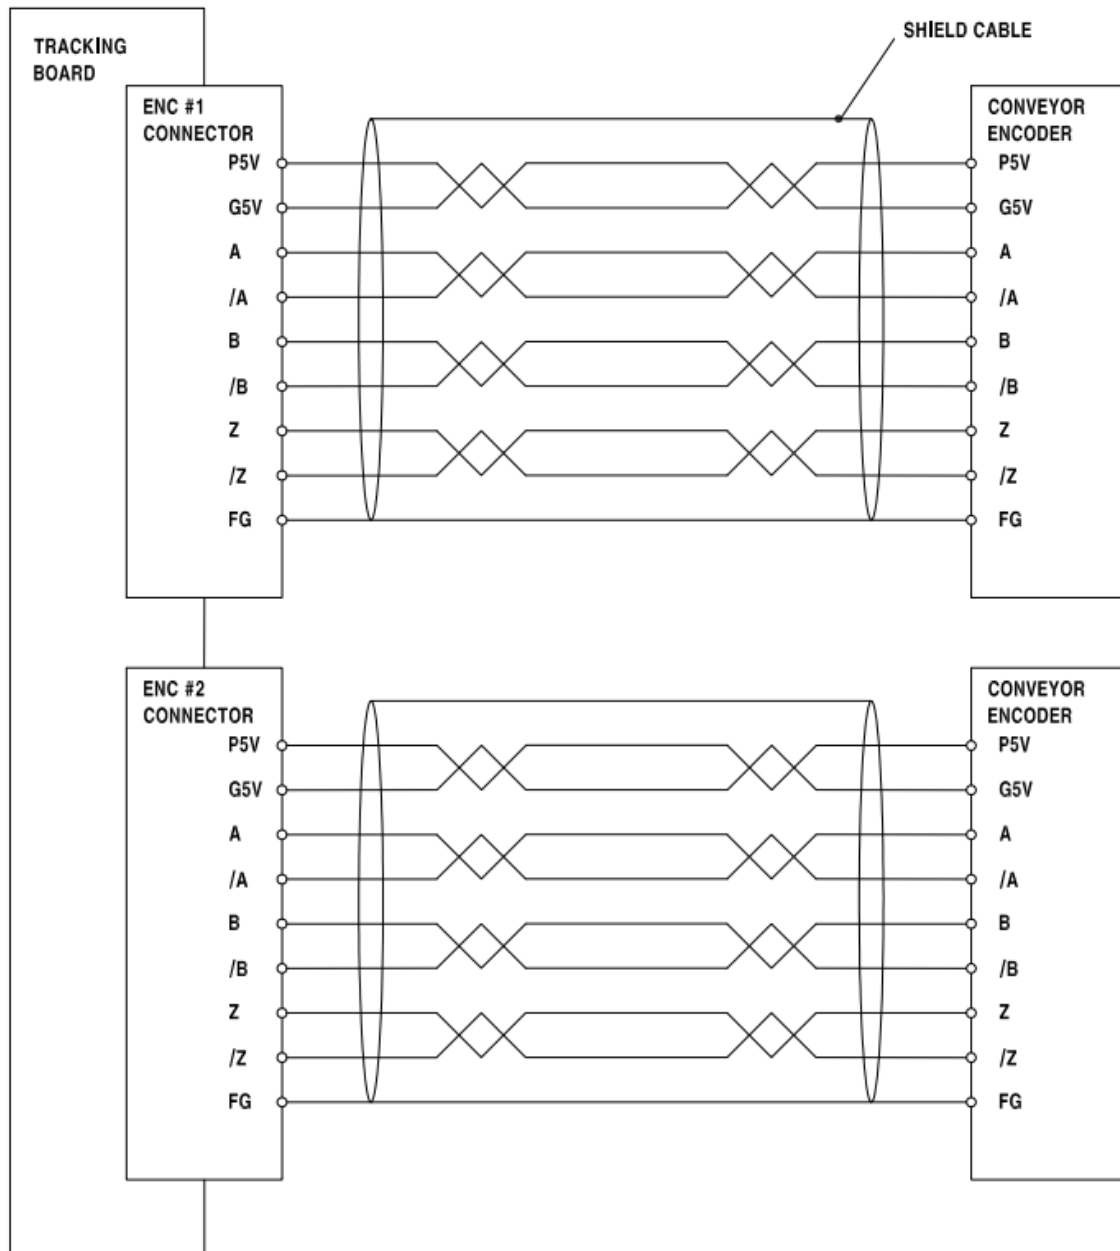 SHIELD CABLE
TRACKING
BOARD
ENC #1
CONNECTOR
P5V
G5V
A
/A
B
/B
Z
/Z
FG
CONVEYOR
ENCODER
P5V
G5V
A
/A
B
/B
Z
/Z
FG
ENC #2
CONNECTOR
P5V
G5V
A
/A
B
/B
Z
/Z
FG
CONVEYOR
ENCODER
P5V
G5V
A
/A
B
/B
Z
/Z
FG